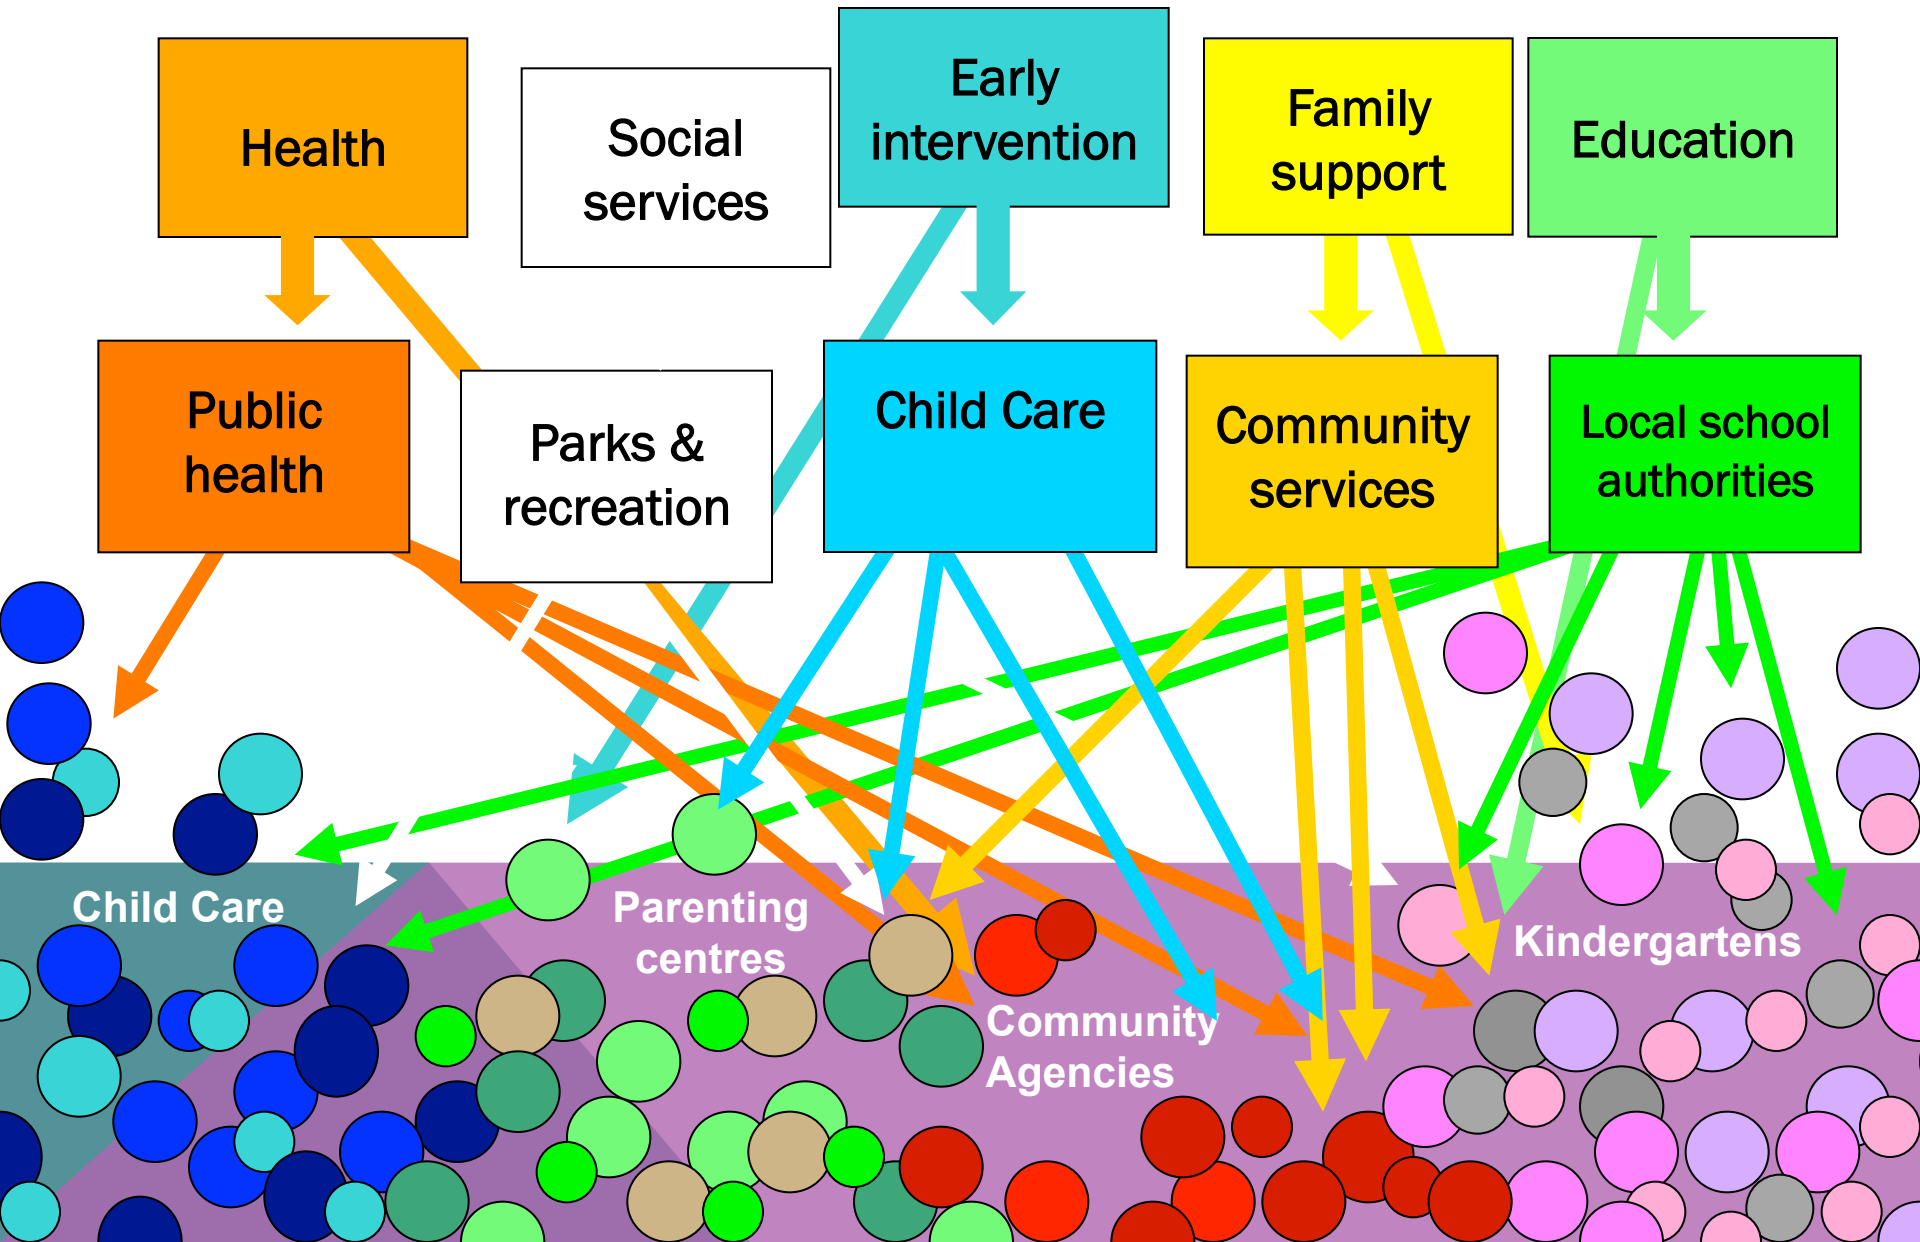 Health
Social
services
Early
intervention
Family
support
Education
Public
health
Parks &
recreation
Child Care
Community
services
Local school
authorities
Child Care
Parenting
centres
Kindergartens
Community
Agencies